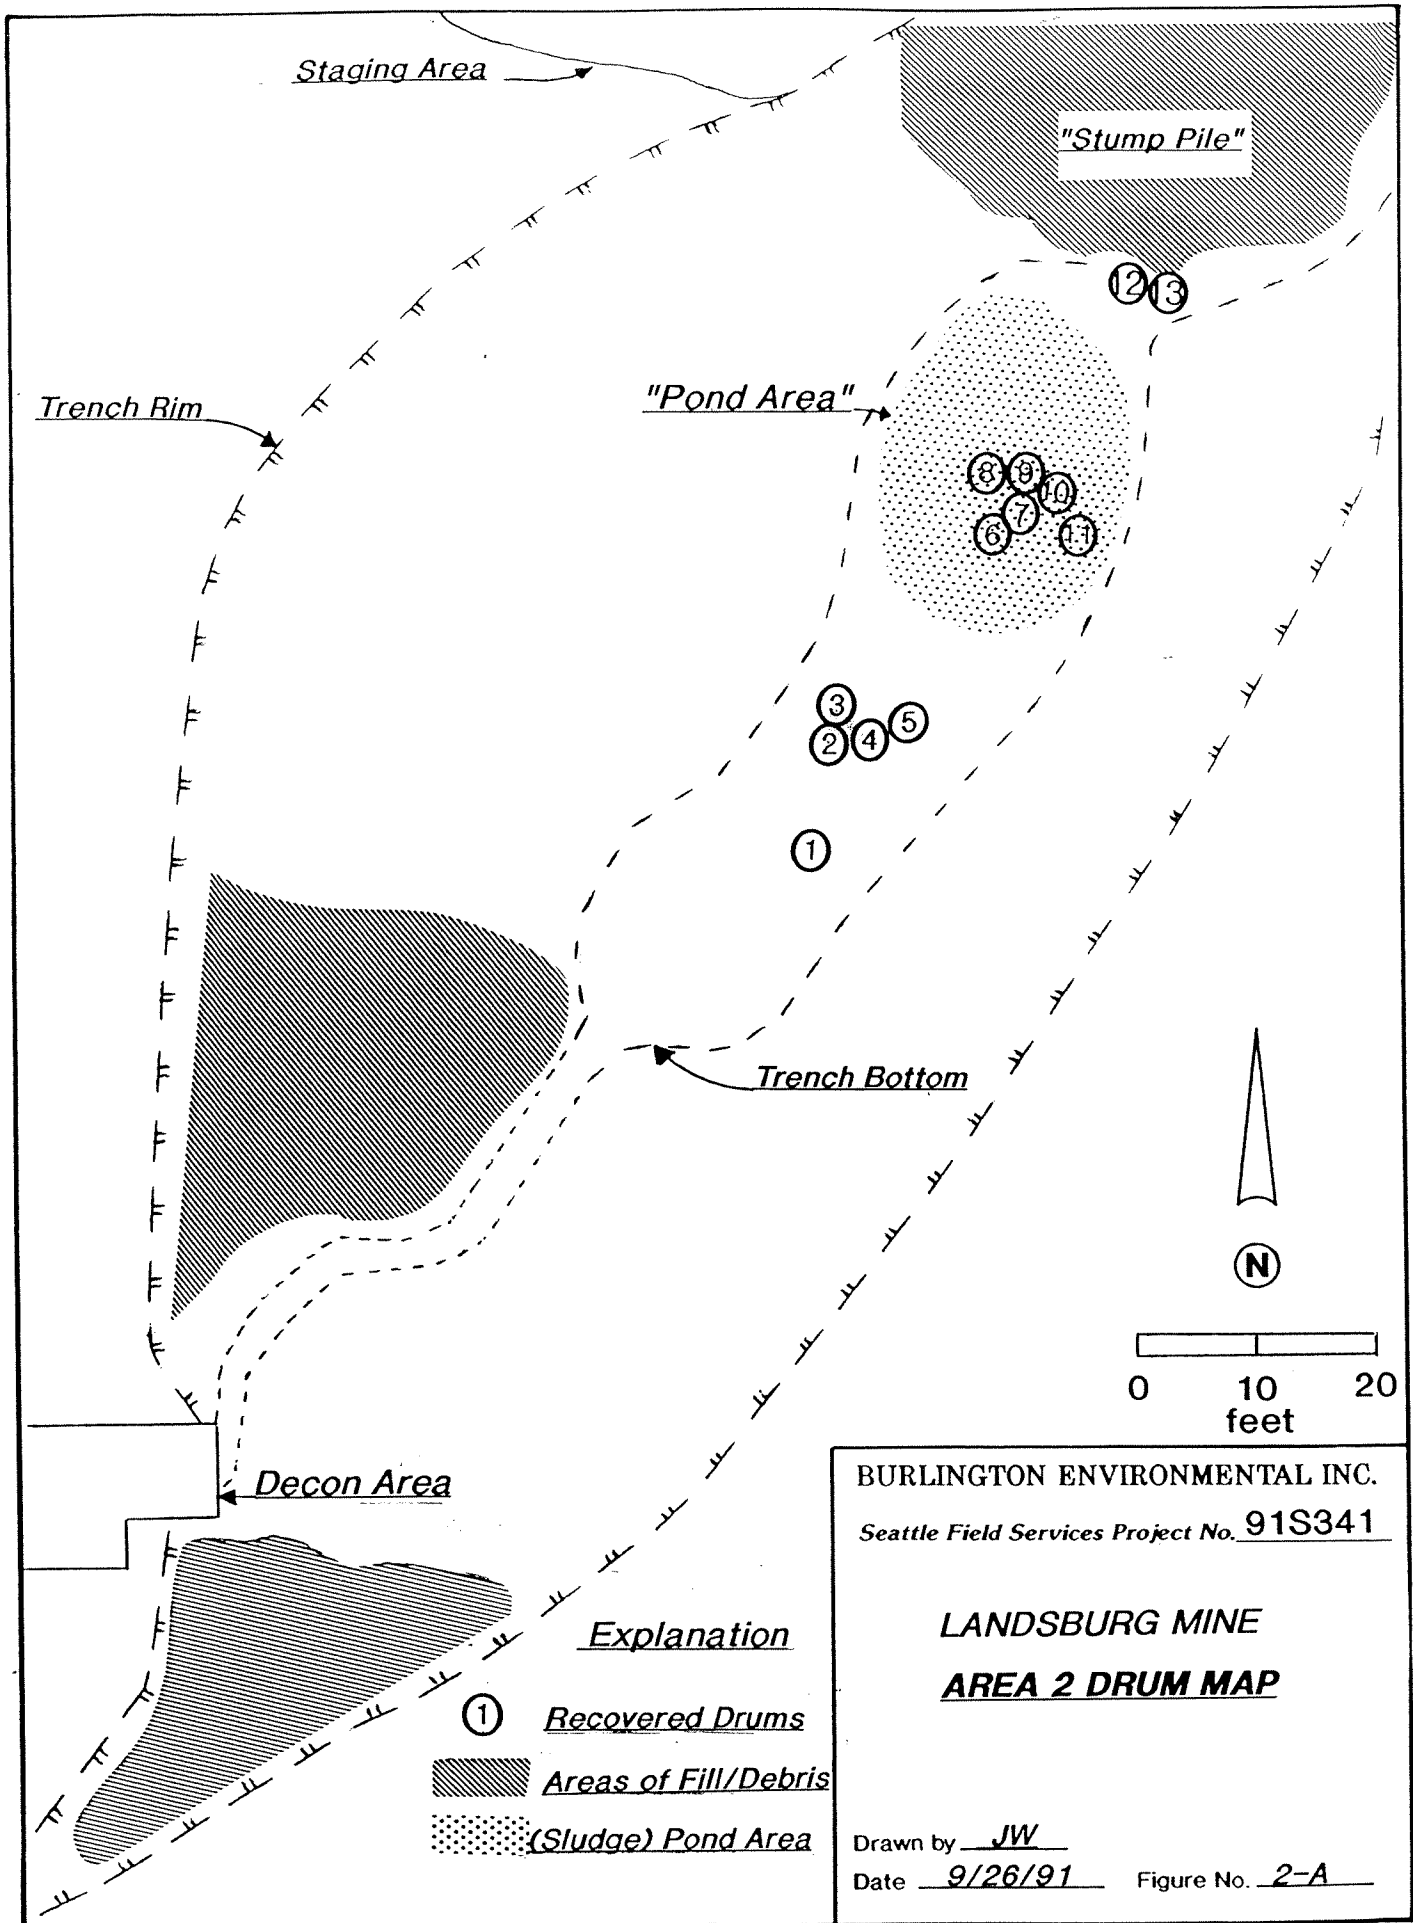 Staging Area
"Stump Pile"
12 13
"Pond Area"
Trench Rim
8 9
10
7
6 11
3
5
2 4
1
Trench Bottom
N
0 10 20
feet
Decon Area
Explanation
1 Recovered Drums
Areas of Fill/Debris
(Sludge) Pond Area
BURLINGTON ENVIRONMENTAL INC.
Seattle Field Services Project No. 91S341
LANDSBURG MINE
AREA 2 DRUM MAP
Drawn by JW
Date 9/26/91 Figure No. 2-A